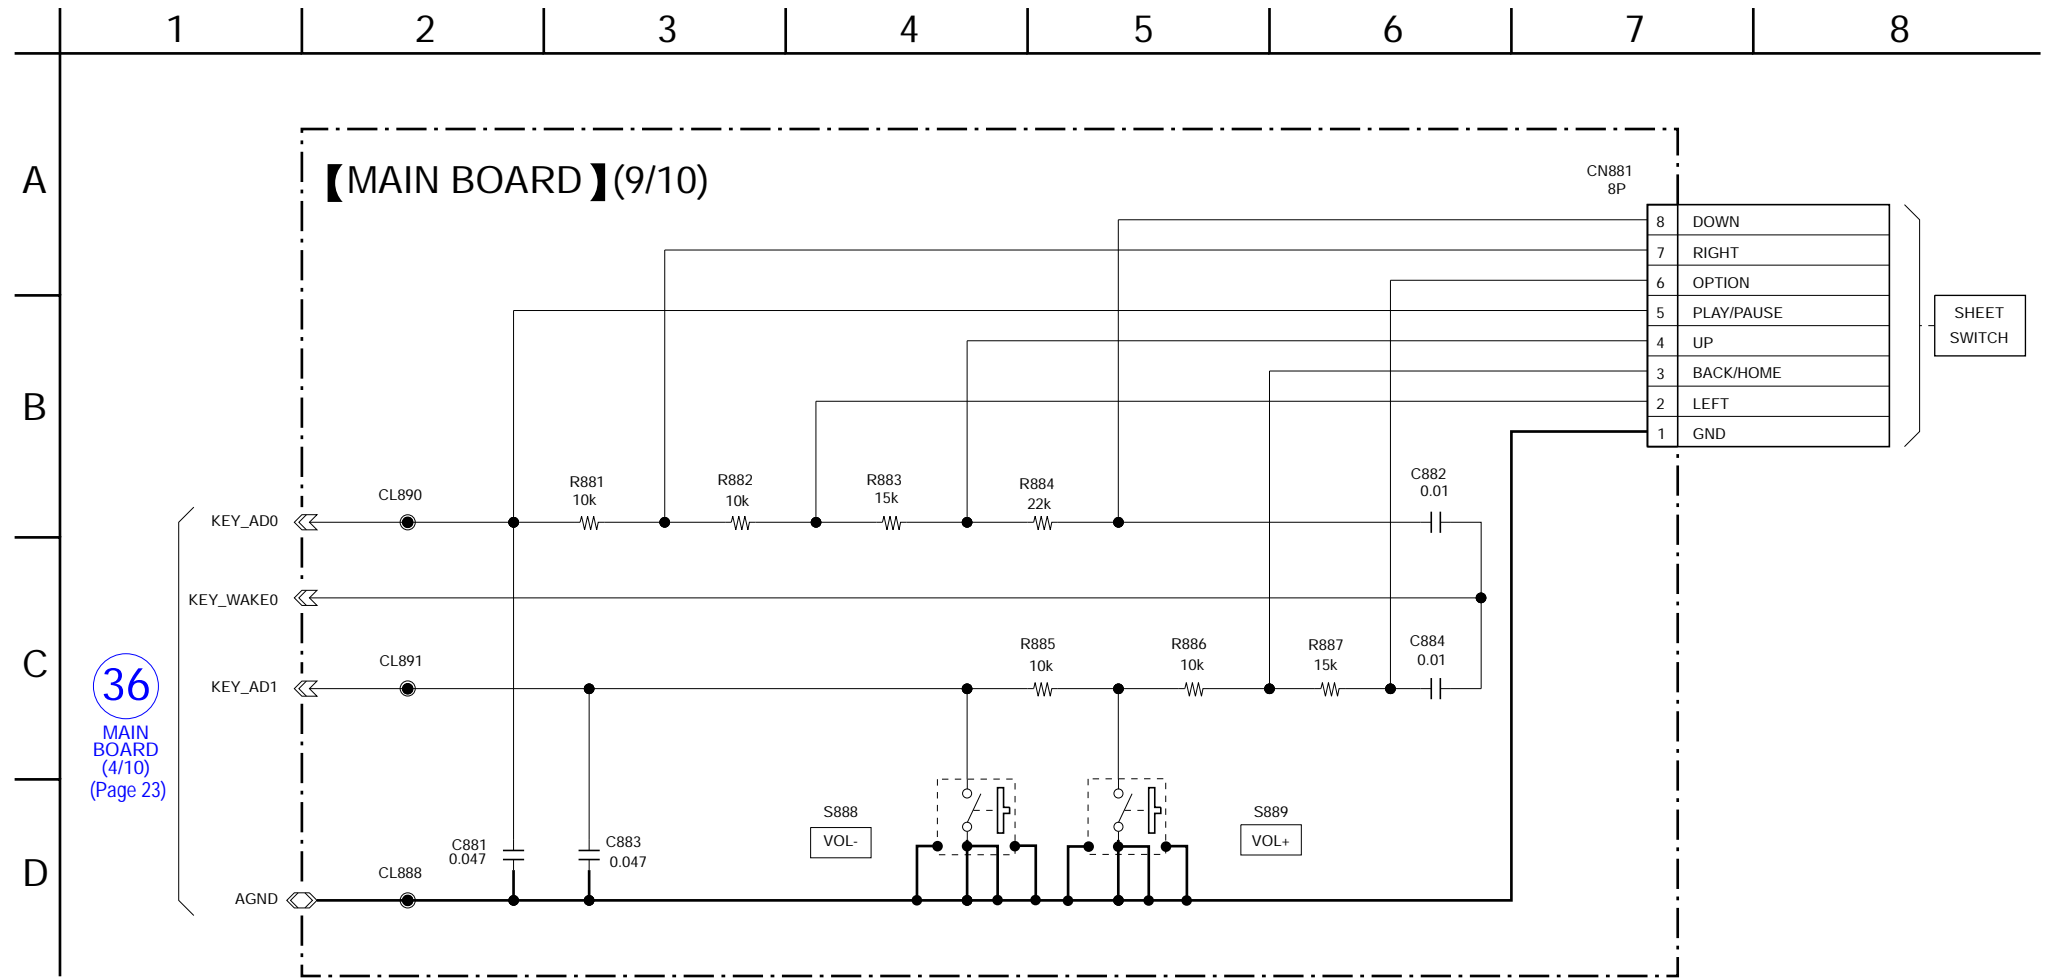 1 2 3 4 5 6 7 8
A
B
C
D
【MAIN BOARD】(9/10)
CN881
8P
8 DOWN
7 RIGHT
6 OPTION
5 PLAY/PAUSE
4 UP
3 BACK/HOME
2 LEFT
1 GND
SHEET
SWITCH
KEY_AD0
CL890
R881
10k
R882
10k
R883
15k
R884
22k
C882
0.01
KEY_WAKE0
KEY_AD1
CL891
R885
10k
R886
10k
R887
15k
C884
0.01
36
MAIN
BOARD
(4/10)
(Page 23)
C881
0.047
C883
0.047
S888
VOL-
S889
VOL+
AGND
CL888